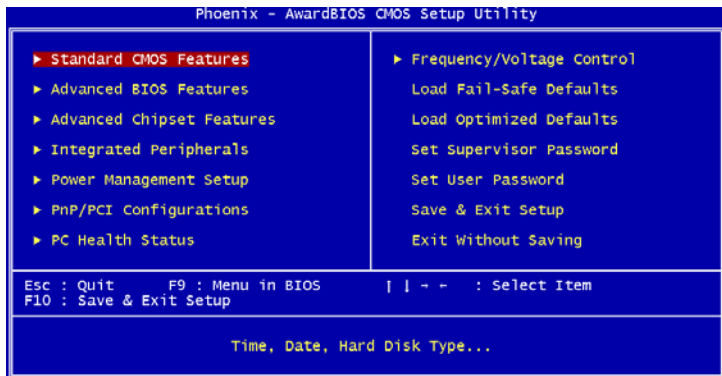 Phoenix - AwardBIOS CMOS Setup Utility
► Standard CMOS Features
► Advanced BIOS Features
► Advanced Chipset Features
► Integrated Peripherals
► Power Management Setup
► PnP/PCI Configurations
► PC Health Status
► Frequency/Voltage Control
Load Fail-Safe Defaults
Load Optimized Defaults
Set Supervisor Password
Set User Password
Save & Exit Setup
Exit Without Saving
Esc : Quit F9 : Menu in BIOS ↑ ↓ → ← : Select Item
F10 : Save & Exit Setup
Time, Date, Hard Disk Type...